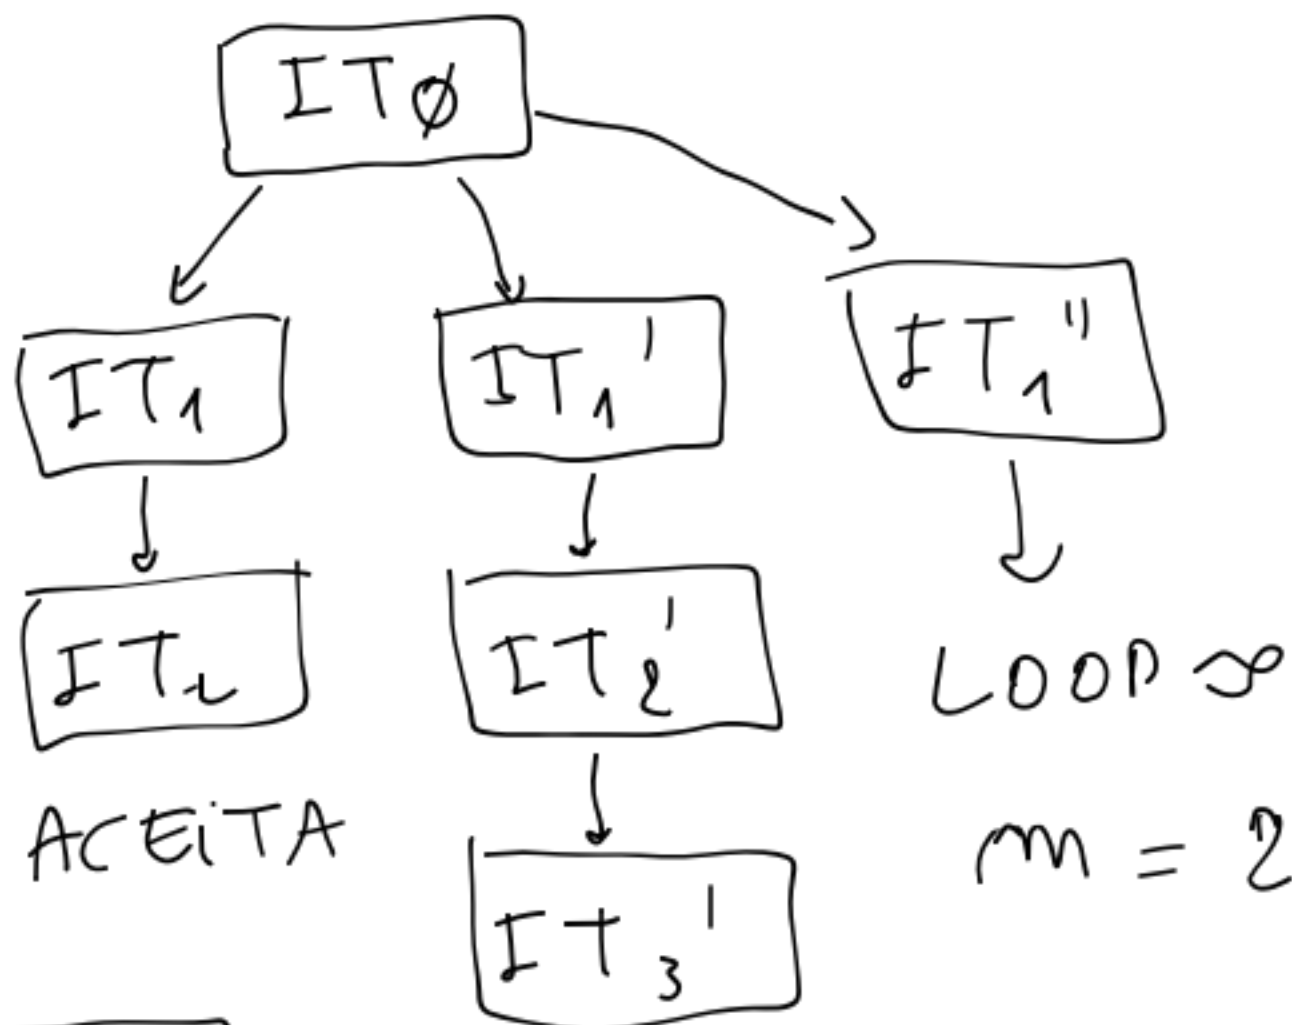 ITØ
IT₁
IT₁'
IT₁"
IT₂
IT₂'
LOOP ∞
ACEiTA
m = 2
IT₃'